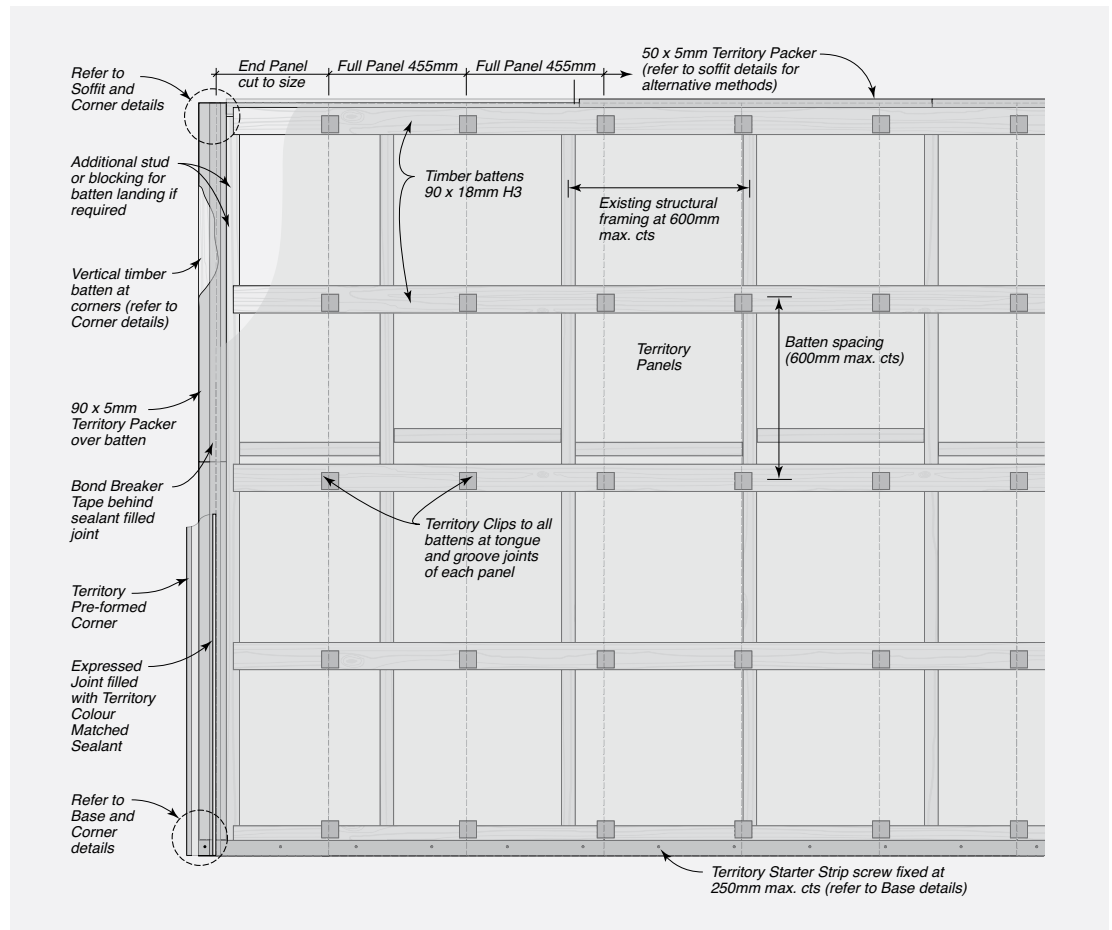 Refer to
Soffit and
Corner details
End Panel
cut to size
Full Panel 455mm
Full Panel 455mm
50 x 5mm Territory Packer
(refer to soffit details for
alternative methods)
Additional stud
or blocking for
batten landing if
required
Timber battens
90 x 18mm H3
Existing structural
framing at 600mm
max. cts
Vertical timber
batten at
corners (refer to
Corner details)
Territory
Panels
Batten spacing
(600mm max. cts)
90 x 5mm
Territory Packer
over batten
Bond Breaker
Tape behind
sealant filled
joint
Territory Clips to all
battens at tongue
and groove joints
of each panel
Territory
Pre-formed
Corner
Expressed
Joint filled
with Territory
Colour
Matched
Sealant
Refer to
Base and
Corner
details
Territory Starter Strip screw fixed at
250mm max. cts (refer to Base details)